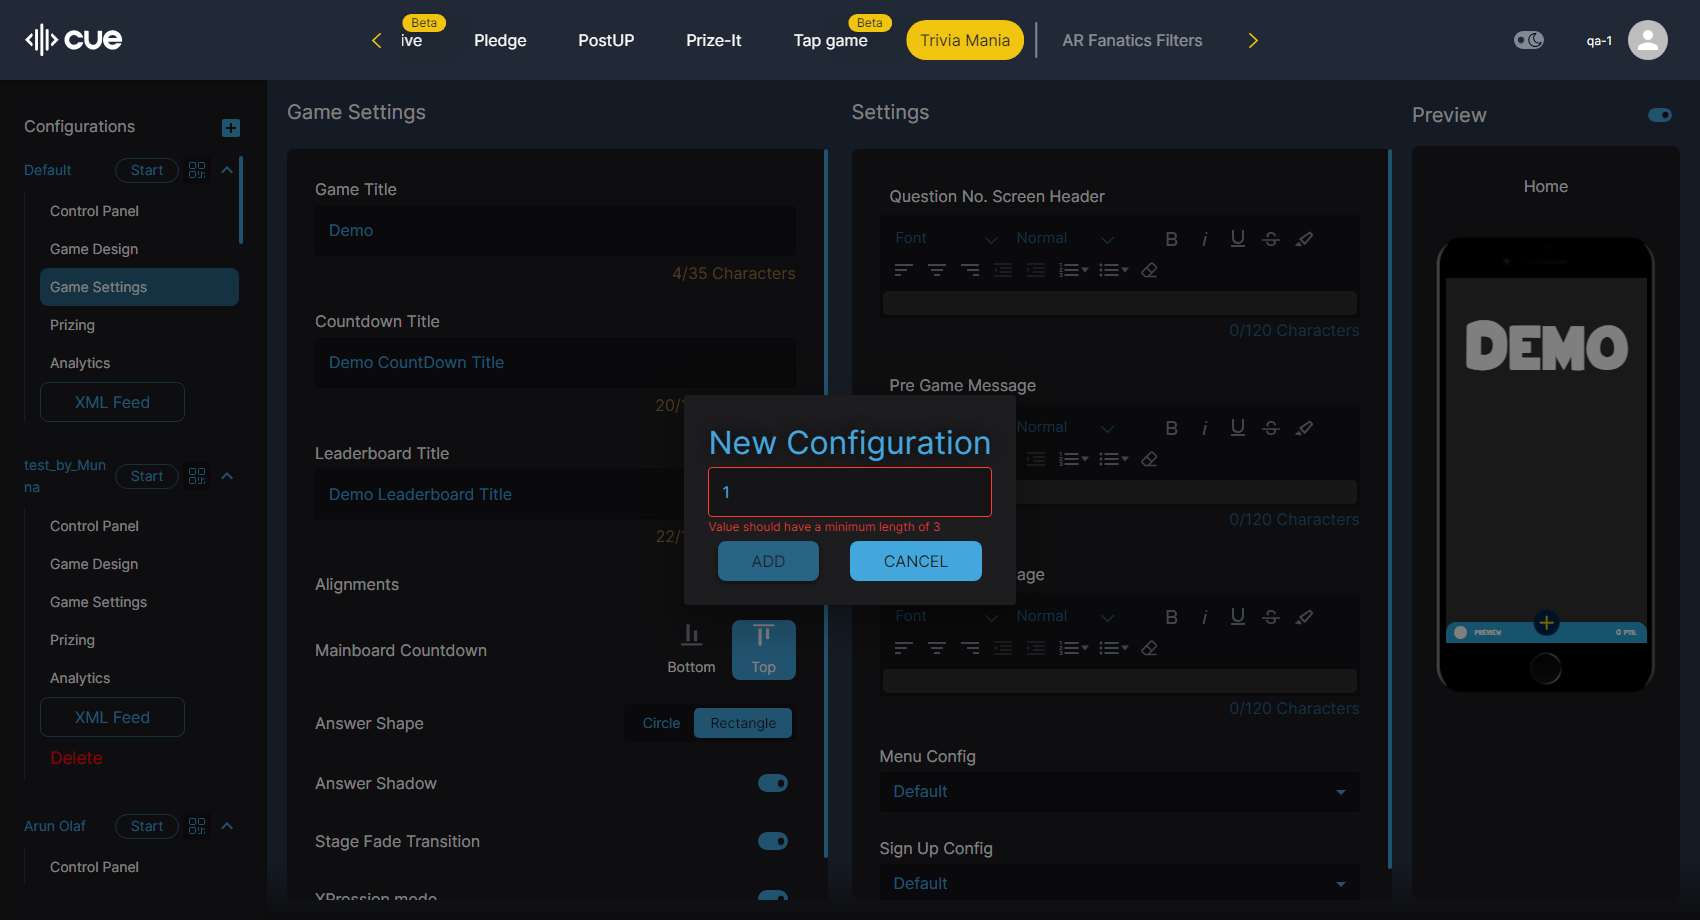 cue
ive
Beta
Pledge
PostUP
Prize-It
Tap game
Beta
Trivia Mania
AR Fanatics Filters
qa-1
Configurations
Default
Start
Control Panel
Game Design
Game Settings
Prizing
Analytics
XML Feed
test_by_Mun
na
Start
Control Panel
Game Design
Game Settings
Prizing
Analytics
XML Feed
Delete
Arun Olaf
Start
Control Panel
Game Settings
Game Title
Demo
4/35 Characters
Countdown Title
Demo CountDown Title
20/
Leaderboard Title
Demo Leaderboard Title
22/
Alignments
Mainboard Countdown
Bottom
Top
Answer Shape
Circle
Rectangle
Answer Shadow
Stage Fade Transition
XPression mode
New Configuration
1
Value should have a minimum length of 3
ADD
CANCEL
Settings
Question No. Screen Header
Font
Normal
B i U S
0/120 Characters
Pre Game Message
Normal
B i U S
0/120 Characters
age
Font
Normal
B i U S
0/120 Characters
Menu Config
Default
Sign Up Config
Default
Preview
Home
DEMO
PREVIEW
0 PTS.